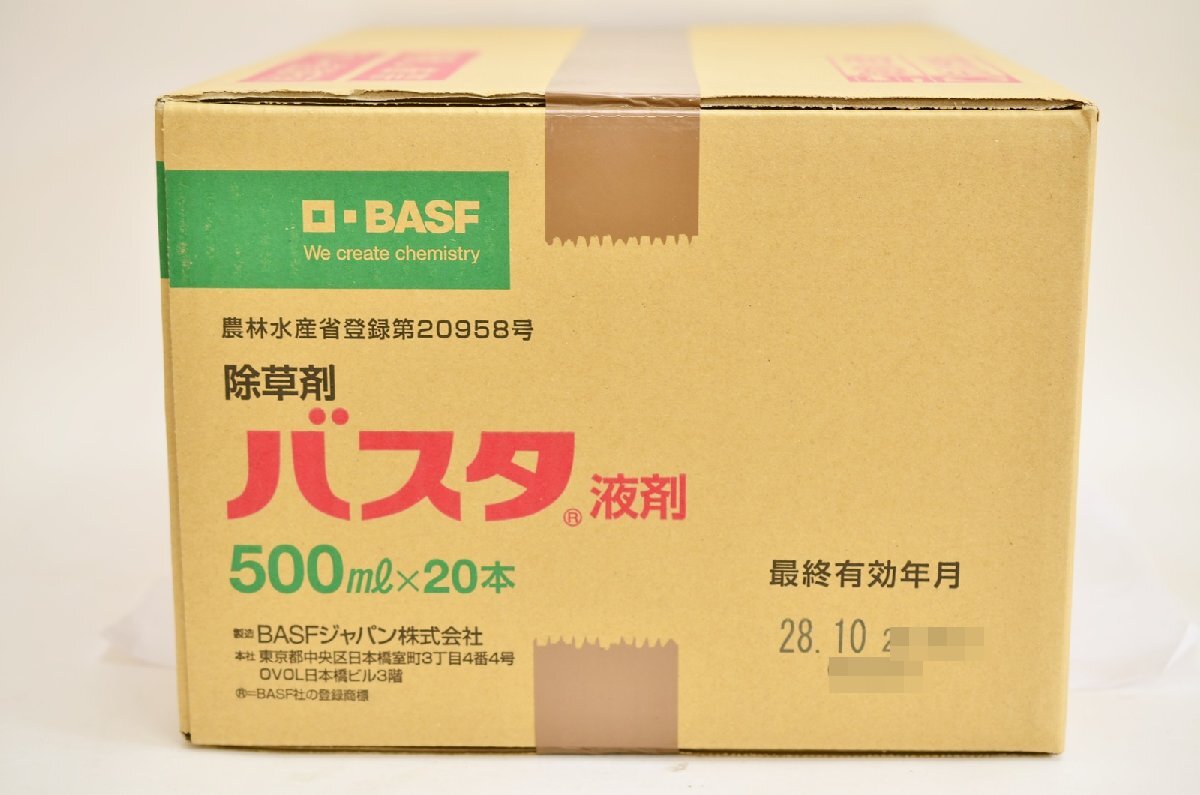 BASF
We create chemistry
農林水産省登録第20958号
除草剤
バスタ®液剤
500ml×20本
製造 BASFジャパン株式会社
本社 東京都中央区日本橋室町3丁目4番4号
OVOL日本橋ビル3階
®=BASF社の登録商標
最終有効年月
28.10